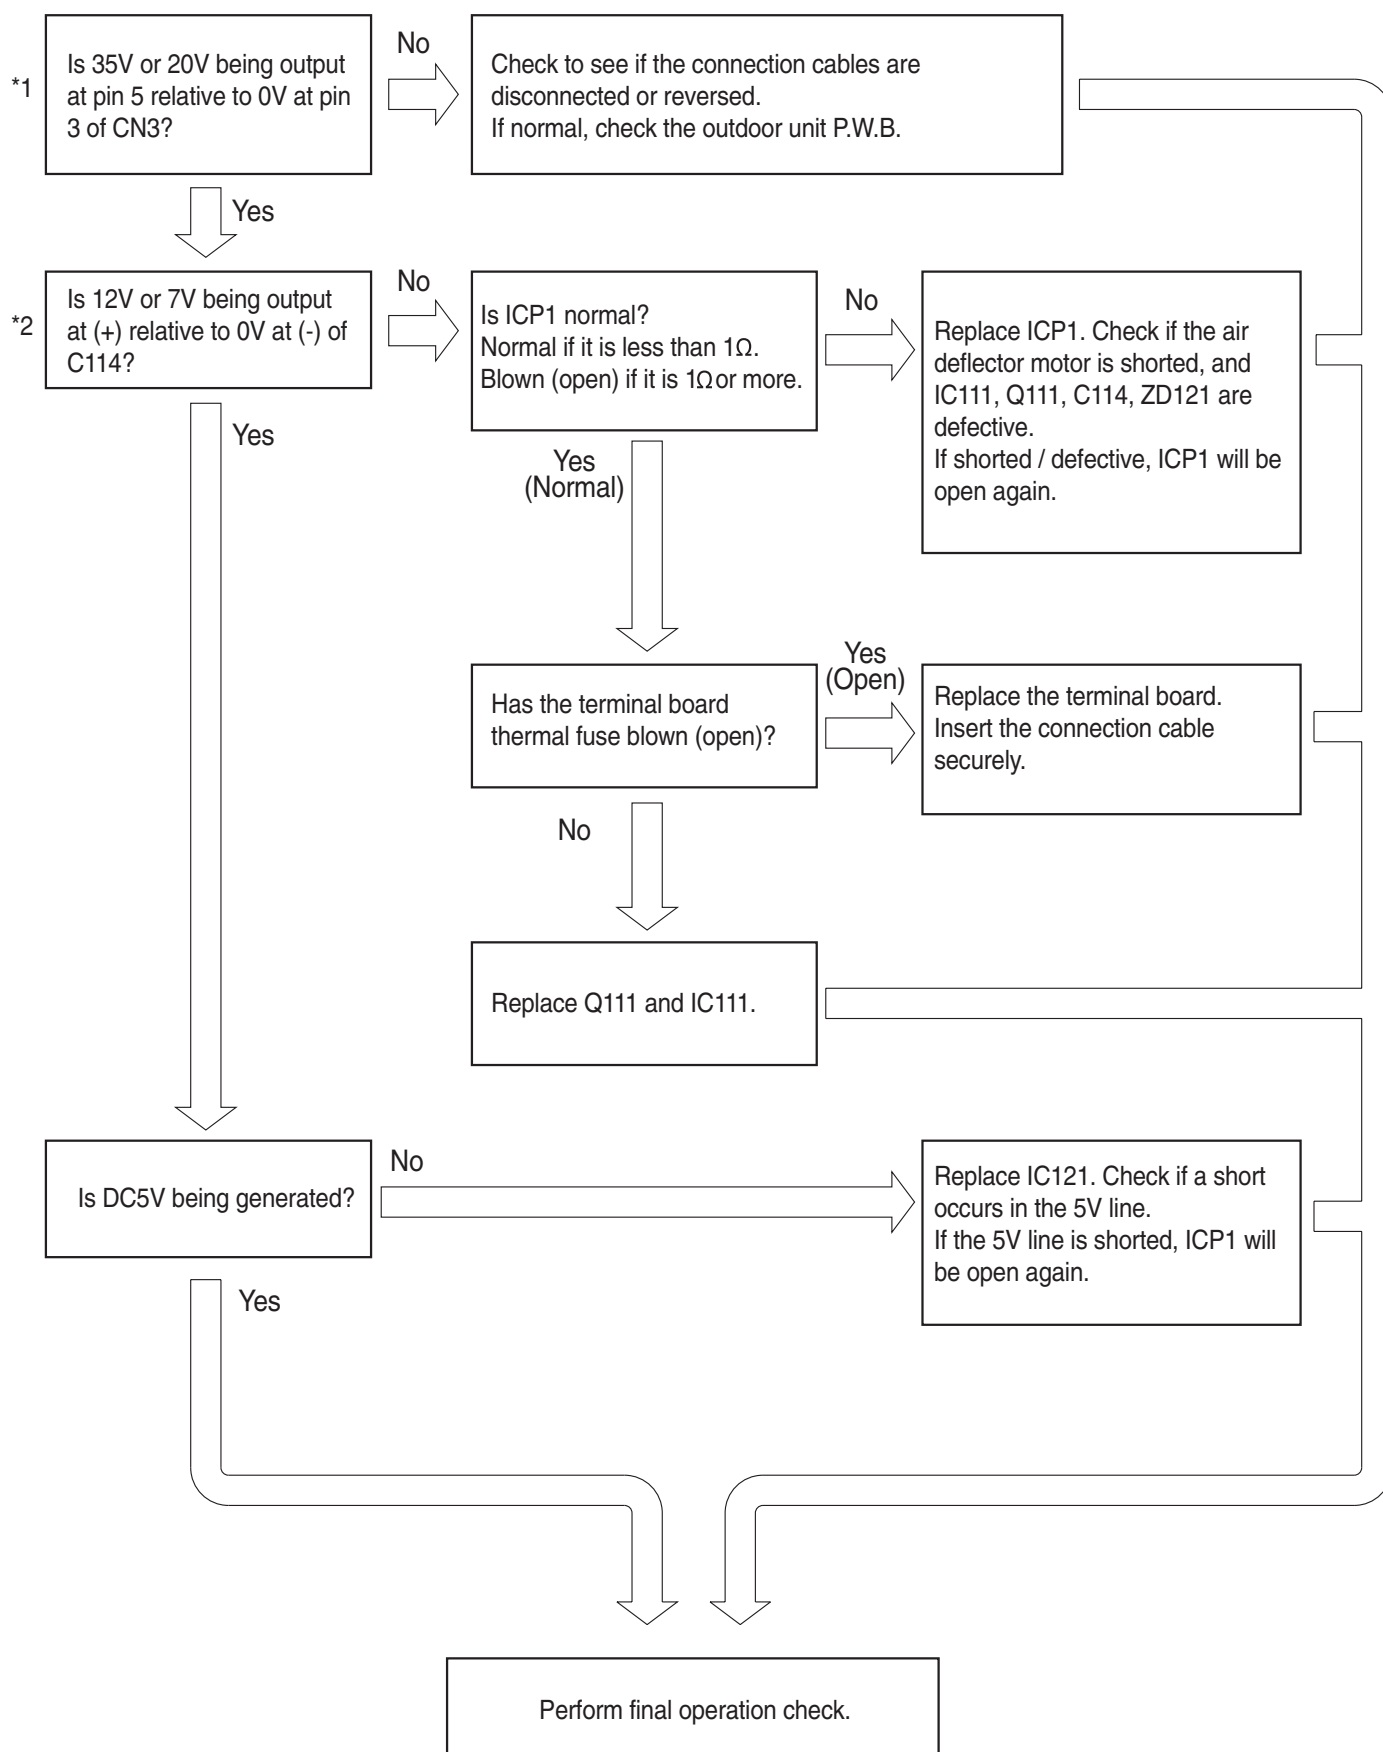 *1
Is 35V or 20V being output
at pin 5 relative to 0V at pin
3 of CN3?
No
Check to see if the connection cables are
disconnected or reversed.
If normal, check the outdoor unit P.W.B.
Yes
*2
Is 12V or 7V being output
at (+) relative to 0V at (-) of
C114?
No
Is ICP1 normal?
Normal if it is less than 1Ω.
Blown (open) if it is 1Ω or more.
No
Replace ICP1. Check if the air
deflector motor is shorted, and
IC111, Q111, C114, ZD121 are
defective.
If shorted / defective, ICP1 will be
open again.
Yes
Yes
(Normal)
Has the terminal board
thermal fuse blown (open)?
Yes
(Open)
Replace the terminal board.
Insert the connection cable
securely.
No
Replace Q111 and IC111.
Is DC5V being generated?
No
Replace IC121. Check if a short
occurs in the 5V line.
If the 5V line is shorted, ICP1 will
be open again.
Yes
Perform final operation check.